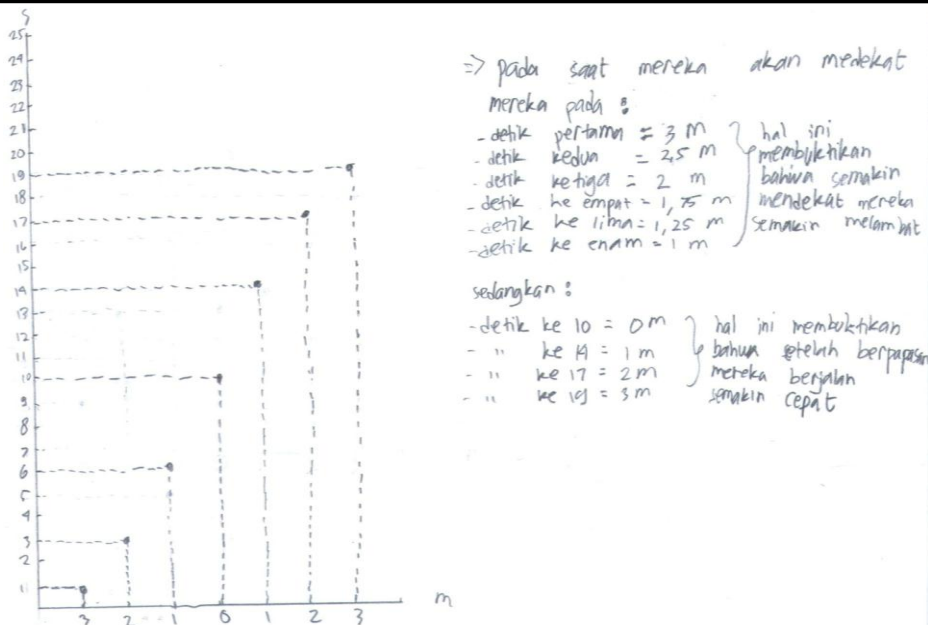 S
25
24
23
22
21
20
19
18
17
16
15
14
13
12
11
10
9
8
7
6
5
4
3
2
1
3 2 1 0 1 2 3
m
=> pada saat mereka akan medekat
mereka pada :
- detik pertama = 3 m
- detik kedua = 2,5 m
- detik ketiga = 2 m
- detik ke empat = 1,75 m
- detik ke lima = 1,25 m
- detik ke enam = 1 m
hal ini
membuktikan
bahwa semakin
mendekat mereka
semakin melambat
sedangkan :
- detik ke 10 = 0 m
- " ke 14 = 1 m
- " ke 17 = 2 m
- " ke 19 = 3 m
hal ini membuktikan
bahwa setelah berpapasan
mereka berjalan
semakin cepat